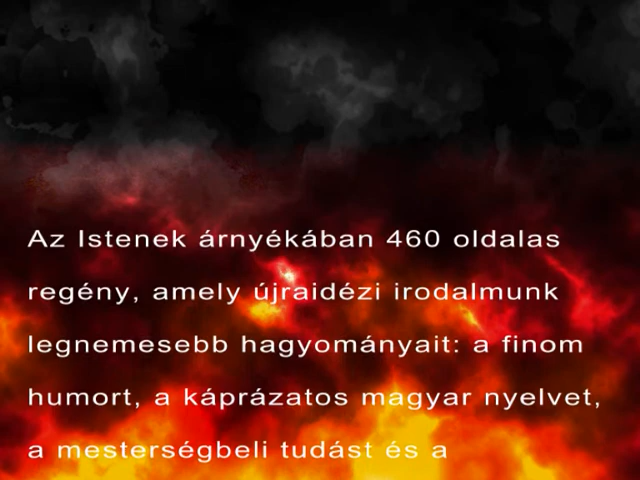 Az Istenek árnyékában 460 oldalas
regény, amely újraidézi irodalmunk
legnemesebb hagyományait: a finom
humort, a káprázatos magyar nyelvet,
a mesterségbeli tudást és a